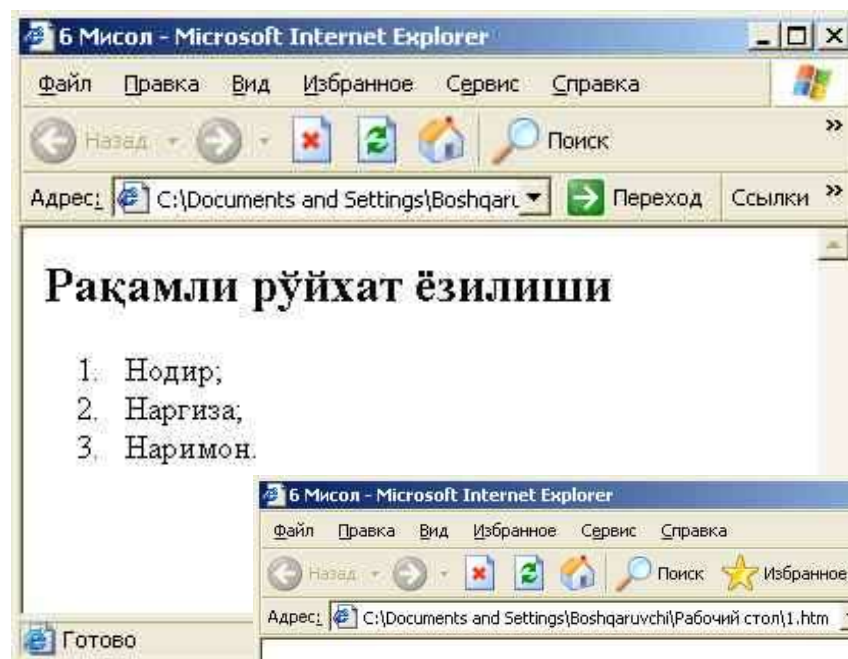 6 Мисол - Microsoft Internet Explorer
Файл Правка Вид Избранное Сервис Справка
Назад Поиск »
Адрес: C:\Documents and Settings\Boshqaru Переход Ссылки »
Рақамли рўйхат ёзилиши
1. Нодир;
2. Наргиза;
3. Наримон.
Готово
6 Мисол - Microsoft Internet Explorer
Файл Правка Вид Избранное Сервис Справка
Назад Поиск Избранное
Адрес: C:\Documents and Settings\Boshqaruvchi\Рабочий стол\1.htm